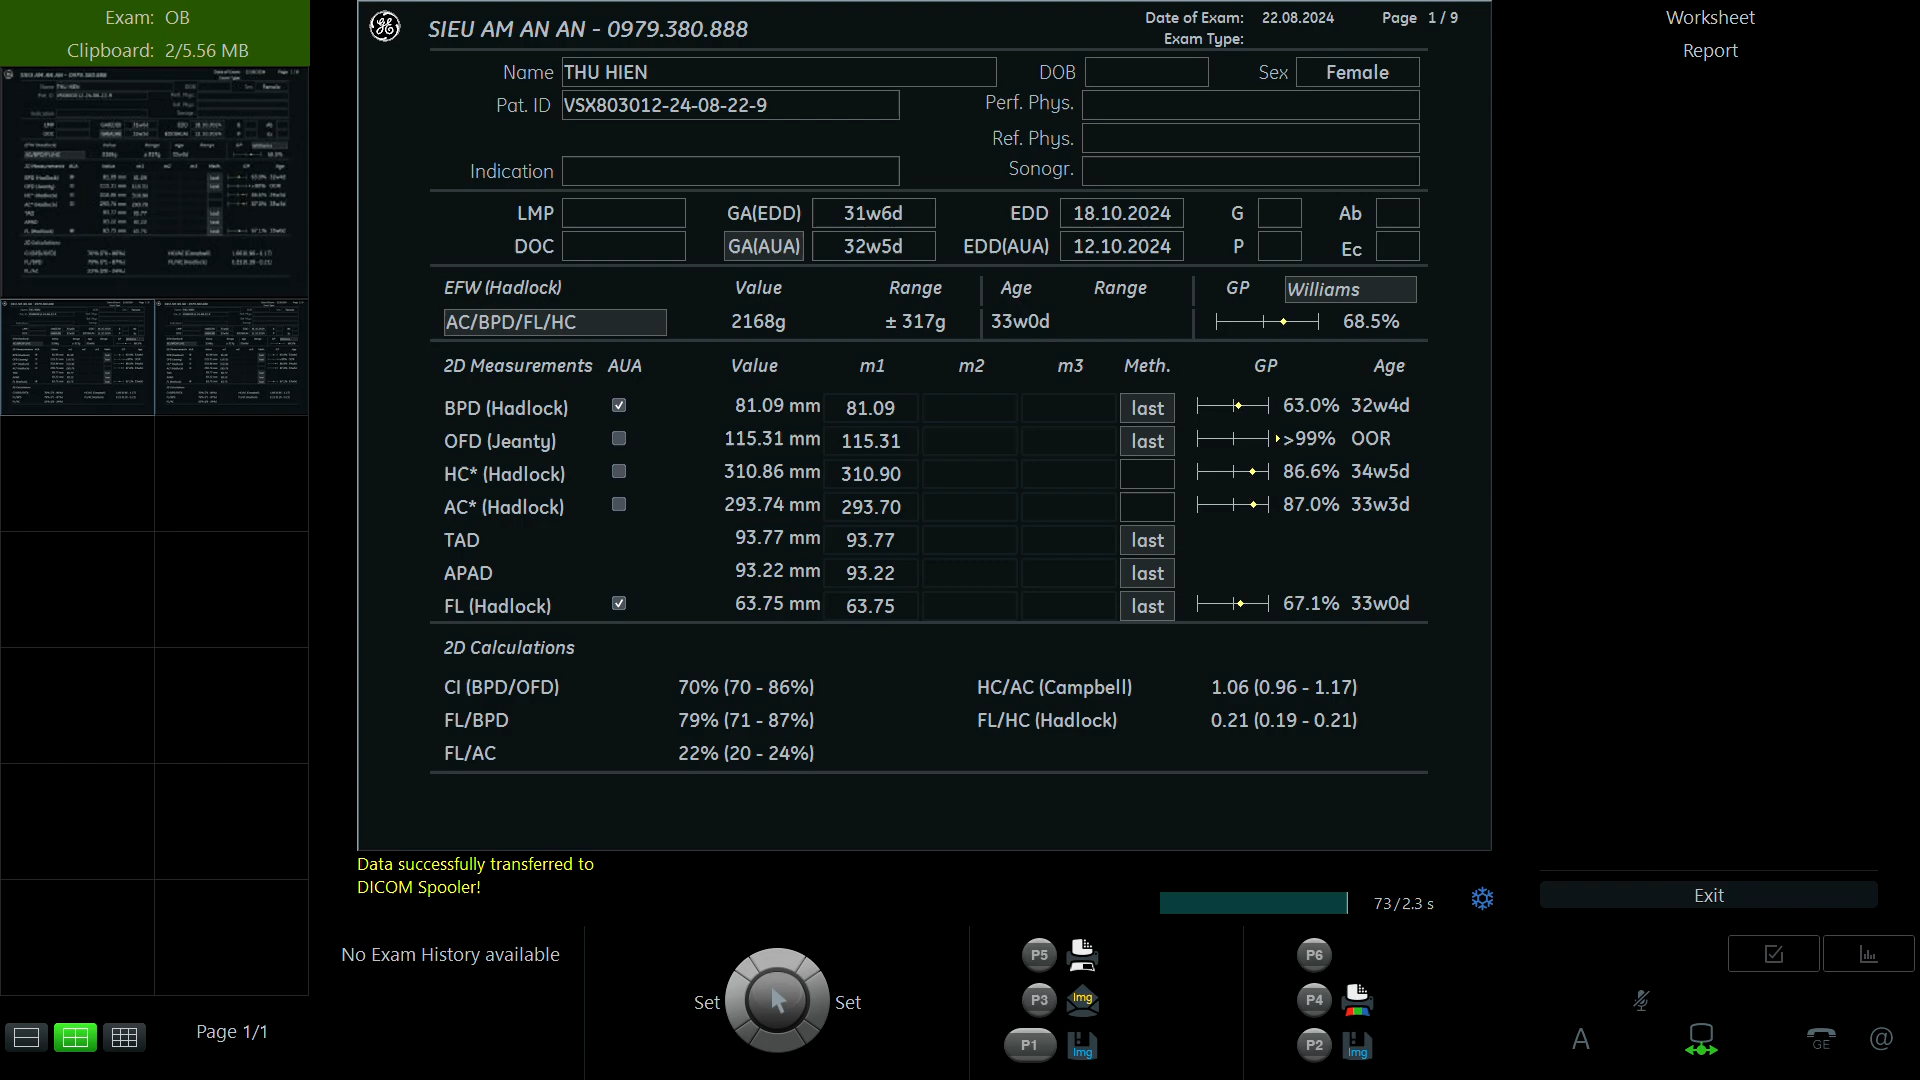 Exam: OB
Clipboard: 2/5.56 MB
SIEU AM AN AN - 0979.380.888
Date of Exam: 22.08.2024 Page 1 / 9
Exam Type:
Name THU HIEN DOB Sex Female
Pat. ID VSX803012-24-08-22-9 Perf. Phys.
Ref. Phys.
Indication Sonogr.
LMP GA(EDD) 31w6d EDD 18.10.2024 G Ab
DOC GA(AUA) 32w5d EDD(AUA) 12.10.2024 P Ec
EFW (Hadlock) Value Range Age Range GP Williams
AC/BPD/FL/HC 2168g ± 317g 33w0d 68.5%
2D Measurements AUA Value m1 m2 m3 Meth. GP Age
BPD (Hadlock) 81.09 mm 81.09 last 63.0% 32w4d
OFD (Jeanty) 115.31 mm 115.31 last >99% OOR
HC* (Hadlock) 310.86 mm 310.90 86.6% 34w5d
AC* (Hadlock) 293.74 mm 293.70 87.0% 33w3d
TAD 93.77 mm 93.77 last
APAD 93.22 mm 93.22 last
FL (Hadlock) 63.75 mm 63.75 last 67.1% 33w0d
2D Calculations
CI (BPD/OFD) 70% (70 - 86%) HC/AC (Campbell) 1.06 (0.96 - 1.17)
FL/BPD 79% (71 - 87%) FL/HC (Hadlock) 0.21 (0.19 - 0.21)
FL/AC 22% (20 - 24%)
Data successfully transferred to
DICOM Spooler!
73/2.3 s
Worksheet
Report
Exit
No Exam History available
Set Set
P5 P6
P3 Img P4
P1 Img P2 Img
Page 1/1
A GE @